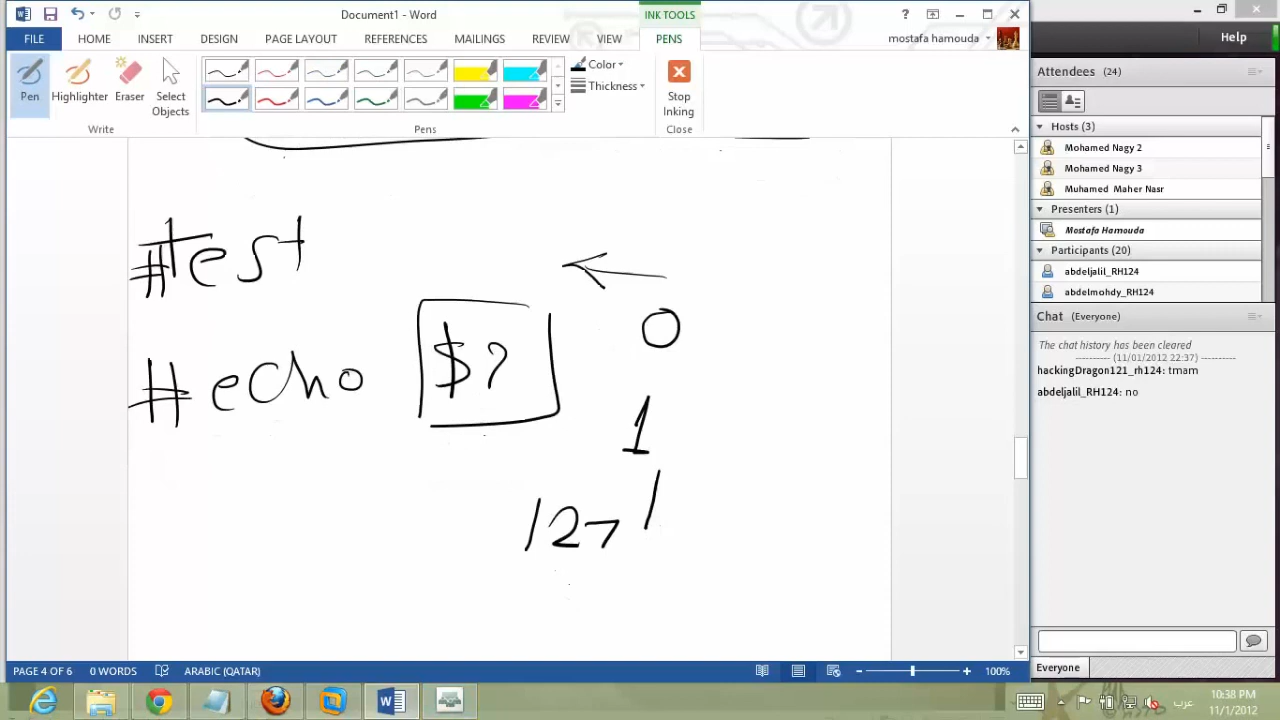 Document1 - Word
INK TOOLS
?
FILE
HOME
INSERT
DESIGN
PAGE LAYOUT
REFERENCES
MAILINGS
REVIEW
VIEW
PENS
mostafa hamouda
Help
Pen
Highlighter
Eraser
Select Objects
Color
Thickness
Stop Inking
Write
Pens
Close
Attendees (24)
Hosts (3)
Mohamed Nagy 2
Mohamed Nagy 3
Muhamed Maher Nasr
Presenters (1)
Mostafa Hamouda
Participants (20)
abdeljalil_RH124
abdelmohdy_RH124
Chat (Everyone)
The chat history has been cleared
---------- (11/01/2012 22:37) ----------
hackingDragon121_rh124: tmam
abdeljalil_RH124: no
Everyone
#test
#echo $?
0
1
127
PAGE 4 OF 6
0 WORDS
ARABIC (QATAR)
100%
عرب
10:38 PM
11/1/2012